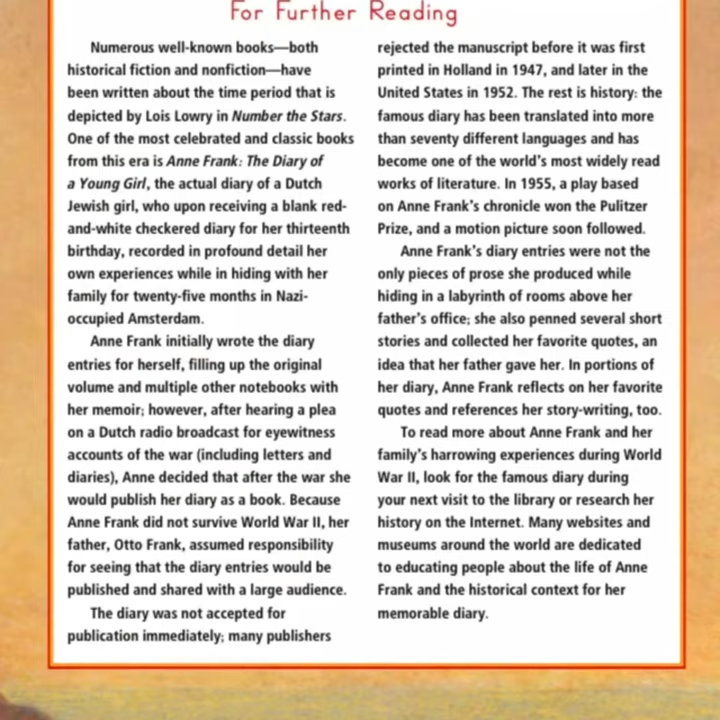 For Further Reading
Numerous well-known books—both
historical fiction and nonfiction—have
been written about the time period that is
depicted by Lois Lowry in Number the Stars.
One of the most celebrated and classic books
from this era is Anne Frank: The Diary of
a Young Girl, the actual diary of a Dutch
Jewish girl, who upon receiving a blank red-
and-white checkered diary for her thirteenth
birthday, recorded in profound detail her
own experiences while in hiding with her
family for twenty-five months in Nazi-
occupied Amsterdam.
Anne Frank initially wrote the diary
entries for herself, filling up the original
volume and multiple other notebooks with
her memoir; however, after hearing a plea
on a Dutch radio broadcast for eyewitness
accounts of the war (including letters and
diaries), Anne decided that after the war she
would publish her diary as a book. Because
Anne Frank did not survive World War II, her
father, Otto Frank, assumed responsibility
for seeing that the diary entries would be
published and shared with a large audience.
The diary was not accepted for
publication immediately; many publishers
rejected the manuscript before it was first
printed in Holland in 1947, and later in the
United States in 1952. The rest is history: the
famous diary has been translated into more
than seventy different languages and has
become one of the world's most widely read
works of literature. In 1955, a play based
on Anne Frank's chronicle won the Pulitzer
Prize, and a motion picture soon followed.
Anne Frank's diary entries were not the
only pieces of prose she produced while
hiding in a labyrinth of rooms above her
father's office; she also penned several short
stories and collected her favorite quotes, an
idea that her father gave her. In portions of
her diary, Anne Frank reflects on her favorite
quotes and references her story-writing, too.
To read more about Anne Frank and her
family's harrowing experiences during World
War II, look for the famous diary during
your next visit to the library or research her
history on the Internet. Many websites and
museums around the world are dedicated
to educating people about the life of Anne
Frank and the historical context for her
memorable diary.